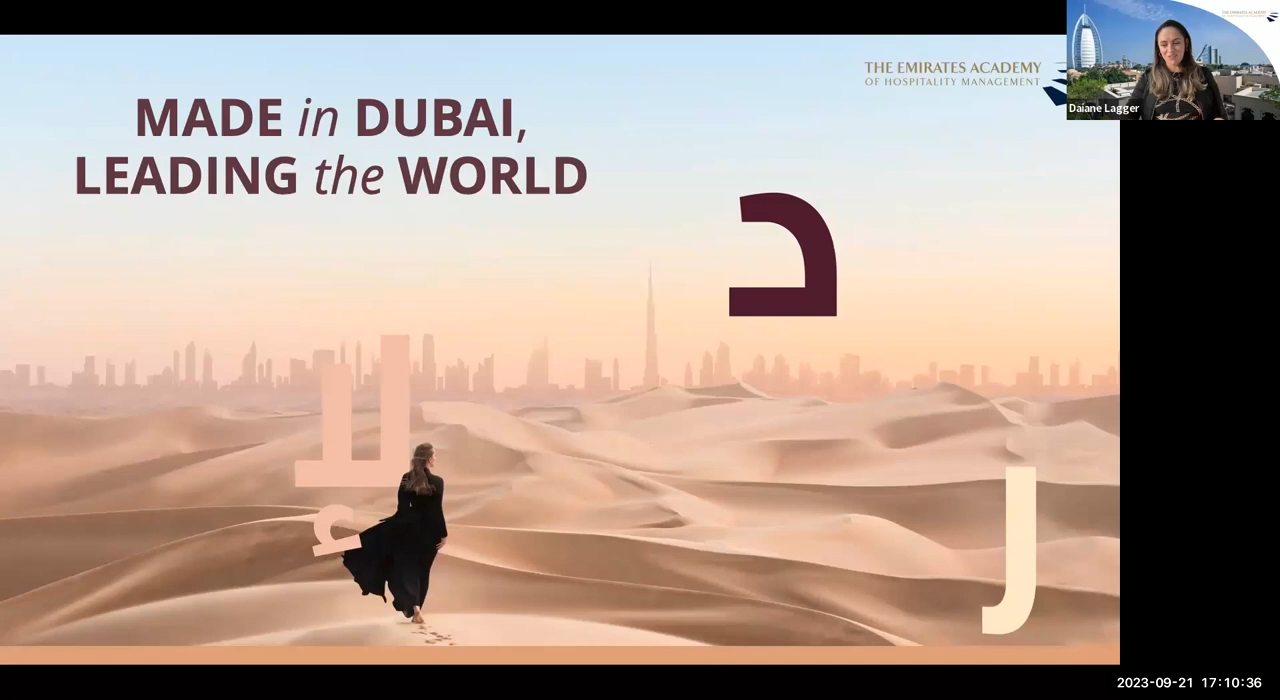 MADE in DUBAI,
LEADING the WORLD
THE EMIRATES ACADEMY
OF HOSPITALITY MANAGEMENT
Daiane Lagger
د
ر
2023-09-21 17:10:36